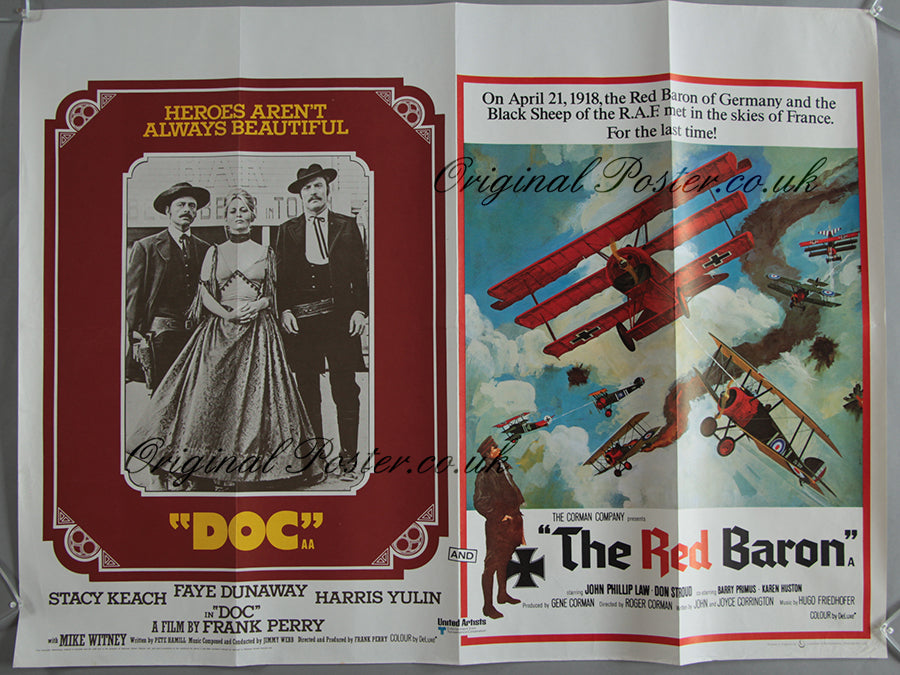 HEROES AREN'T
ALWAYS BEAUTIFUL
"DOC"
AA
STACY KEACH FAYE DUNAWAY HARRIS YULIN
IN "DOC"
A FILM BY FRANK PERRY
with MIKE WITNEY Written by PETE HAMILL Music Composed and Conducted by JIMMY WEBB Directed and Produced by FRANK PERRY COLOUR by DeLuxe
AND
United Artists
On April 21, 1918, the Red Baron of Germany and the
Black Sheep of the R.A.F. met in the skies of France.
For the last time!
THE CORMAN COMPANY presents
"The Red Baron"
A
starring JOHN PHILLIP LAW · DON STROUD co-starring BARRY PRIMUS · KAREN HUSTON
Produced by GENE CORMAN Directed by ROGER CORMAN Written by JOHN and JOYCE CORRINGTON Music by HUGO FRIEDHOFER
COLOUR by DeLuxe
Original Poster.co.uk
Original Poster.co.uk